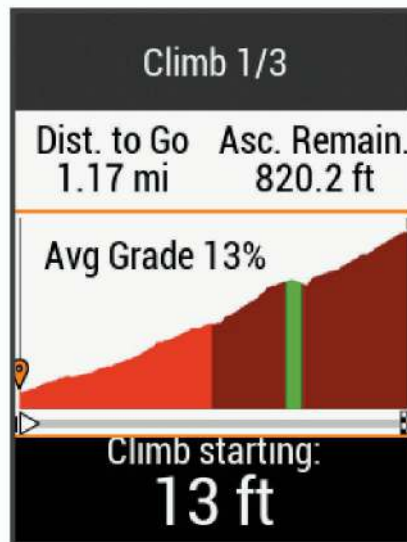 Climb 1/3
Dist. to Go Asc. Remain.
1.17 mi 820.2 ft
Avg Grade 13%
Climb starting:
13 ft